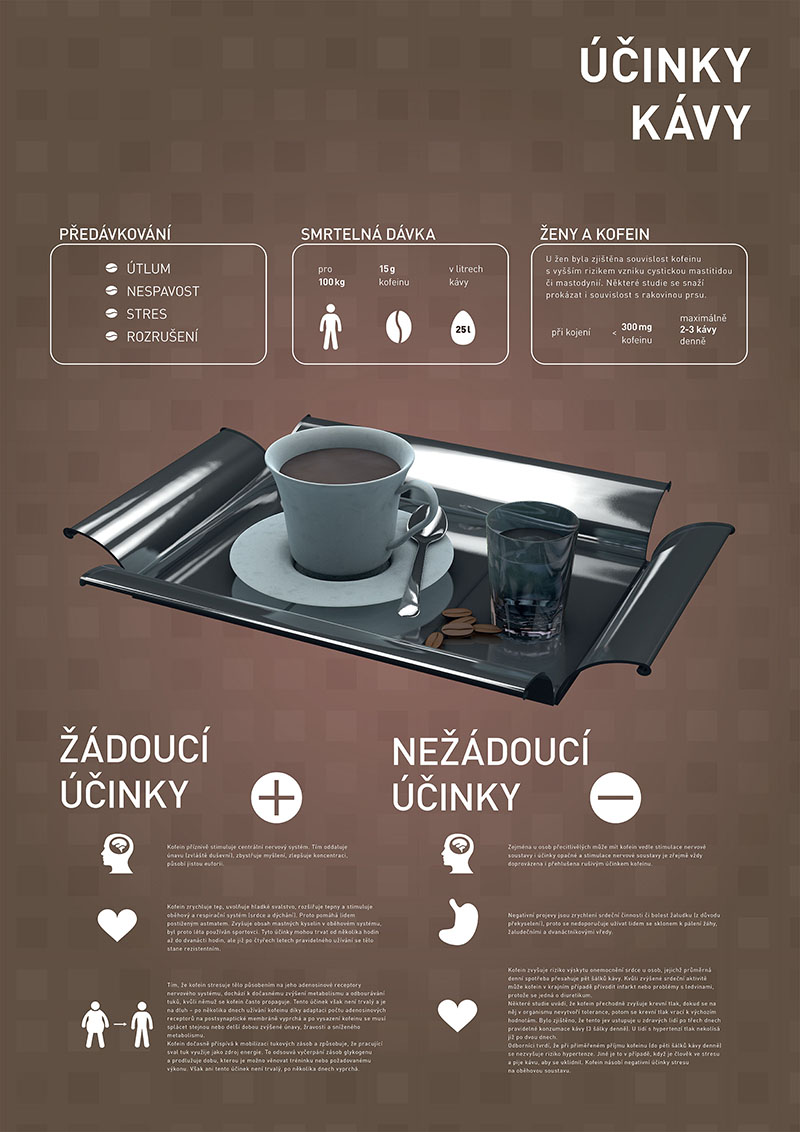 ÚČINKY
KÁVY
PŘEDÁVKOVÁNÍ
ÚTLUM
NESPAVOST
STRES
ROZRUŠENÍ
SMRTELNÁ DÁVKA
pro
100 kg
15 g
kofeinu
v litrech
kávy
25 l
ŽENY A KOFEIN
U žen byla zjištěna souvislost kofeinu
s vyšším rizikem vzniku cystickou mastitidou
či mastodynií. Některé studie se snaží
prokázat i souvislost s rakovinou prsu.
při kojení
< 300 mg
kofeinu
maximálně
2-3 kávy
denně
ŽÁDOUCÍ
ÚČINKY
Kofein příznivě stimuluje centrální nervový systém. Tím oddaluje
únavu (zvláště duševní), zbystřuje myšlení, zlepšuje koncentraci,
působí jistou euforii.
Kofein zrychluje tep, uvolňuje hladké svalstvo, rozšiřuje tepny a stimuluje
oběhový a respirační systém (srdce a dýchání). Proto pomáhá lidem
postiženým astmatem. Zvyšuje obsah mastných kyselin v oběhovém systému,
byl proto léta používán sportovci. Tyto účinky mohou trvat od několika hodin
až do dvanácti hodin, ale již po čtyřech letech pravidelného užívání se tělo
stane rezistentním.
Tím, že kofein stresuje tělo působením na jeho adenosinové receptory
nervového systému, dochází k dočasnému zvýšení metabolismu a odbourávání
tuků, kvůli němuž se kofein často propaguje. Tento účinek však není trvalý a je
na dluh - po několika dnech užívání kofeinu díky adaptaci počtu adenosinových
receptorů na postsynaptické membráně vyprchá a po vysazení kofeinu se musí
splácet stejnou nebo delší dobou zvýšené únavy, žravosti a sníženého
metabolismu.
Kofein dočasně přispívá k mobilizaci tukových zásob a způsobuje, že pracující
sval tuk využije jako zdroj energie. To odsouvá vyčerpání zásob glykogenu
a prodlužuje dobu, kterou je možno věnovat tréninku nebo požadovanému
výkonu. Však ani tento účinek není trvalý, po několika dnech vyprchá.
NEŽÁDOUCÍ
ÚČINKY
Zejména u osob přecitlivělých může mít kofein vedle stimulace nervové
soustavy i účinky opačné a stimulace nervové soustavy je zřejmě vždy
doprovázena i přehlušena rušivým účinkem kofeinu.
Negativní projevy jsou zrychlení srdeční činnosti či bolest žaludku (z důvodu
překyselení), proto se nedoporučuje užívat lidem se sklonem k pálení žáhy,
žaludečními a dvanáctníkovými vředy.
Kofein zvyšuje riziko výskytu onemocnění srdce u osob, jejichž průměrná
denní spotřeba přesahuje pět šálků kávy. Kvůli zvýšené srdeční aktivitě
může kofein v krajním případě přivodit infarkt nebo problémy s ledvinami,
protože se jedná o diuretikum.
Některé studie uvádí, že kofein přechodně zvyšuje krevní tlak, dokud se na
něj v organismu nevytvoří tolerance, potom se krevní tlak vrací k výchozím
hodnotám. Bylo zjištěno, že tento jev ustupuje u zdravých lidí po třech dnech
pravidelné konzumace kávy (3 šálky denně). U lidí s hypertenzí tlak nekolísá
již po dvou dnech.
Odborníci tvrdí, že při přiměřeném příjmu kofeinu (do pěti šálků kávy denně)
se nezvyšuje riziko hypertenze. Jiné je to v případě, když je člověk ve stresu
a pije kávu, aby se uklidnil. Kofein násobí negativní účinky stresu
na oběhovou soustavu.